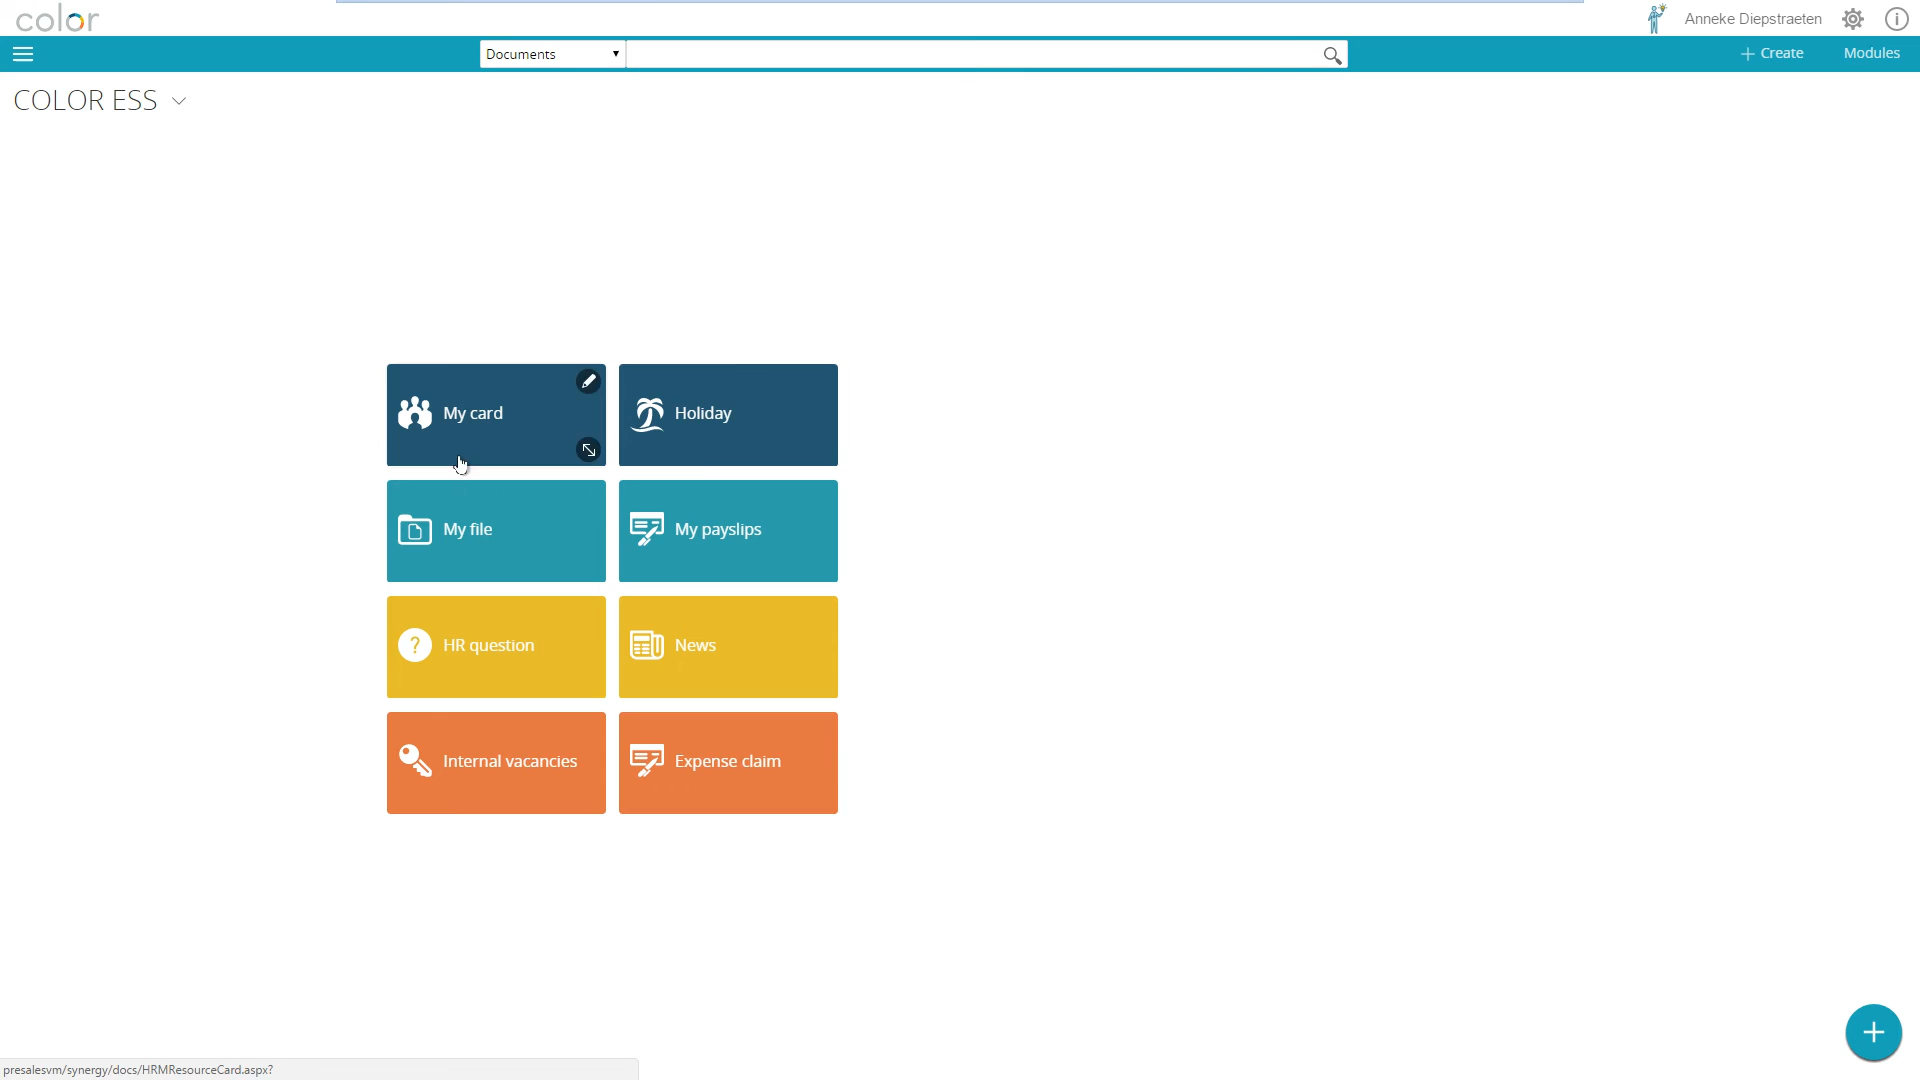 color
Anneke Diepstraeten
Documents
Create
Modules
COLOR ESS
My card
Holiday
My file
My payslips
HR question
News
Internal vacancies
Expense claim
presalesvm/synergy/docs/HRMResourceCard.aspx?